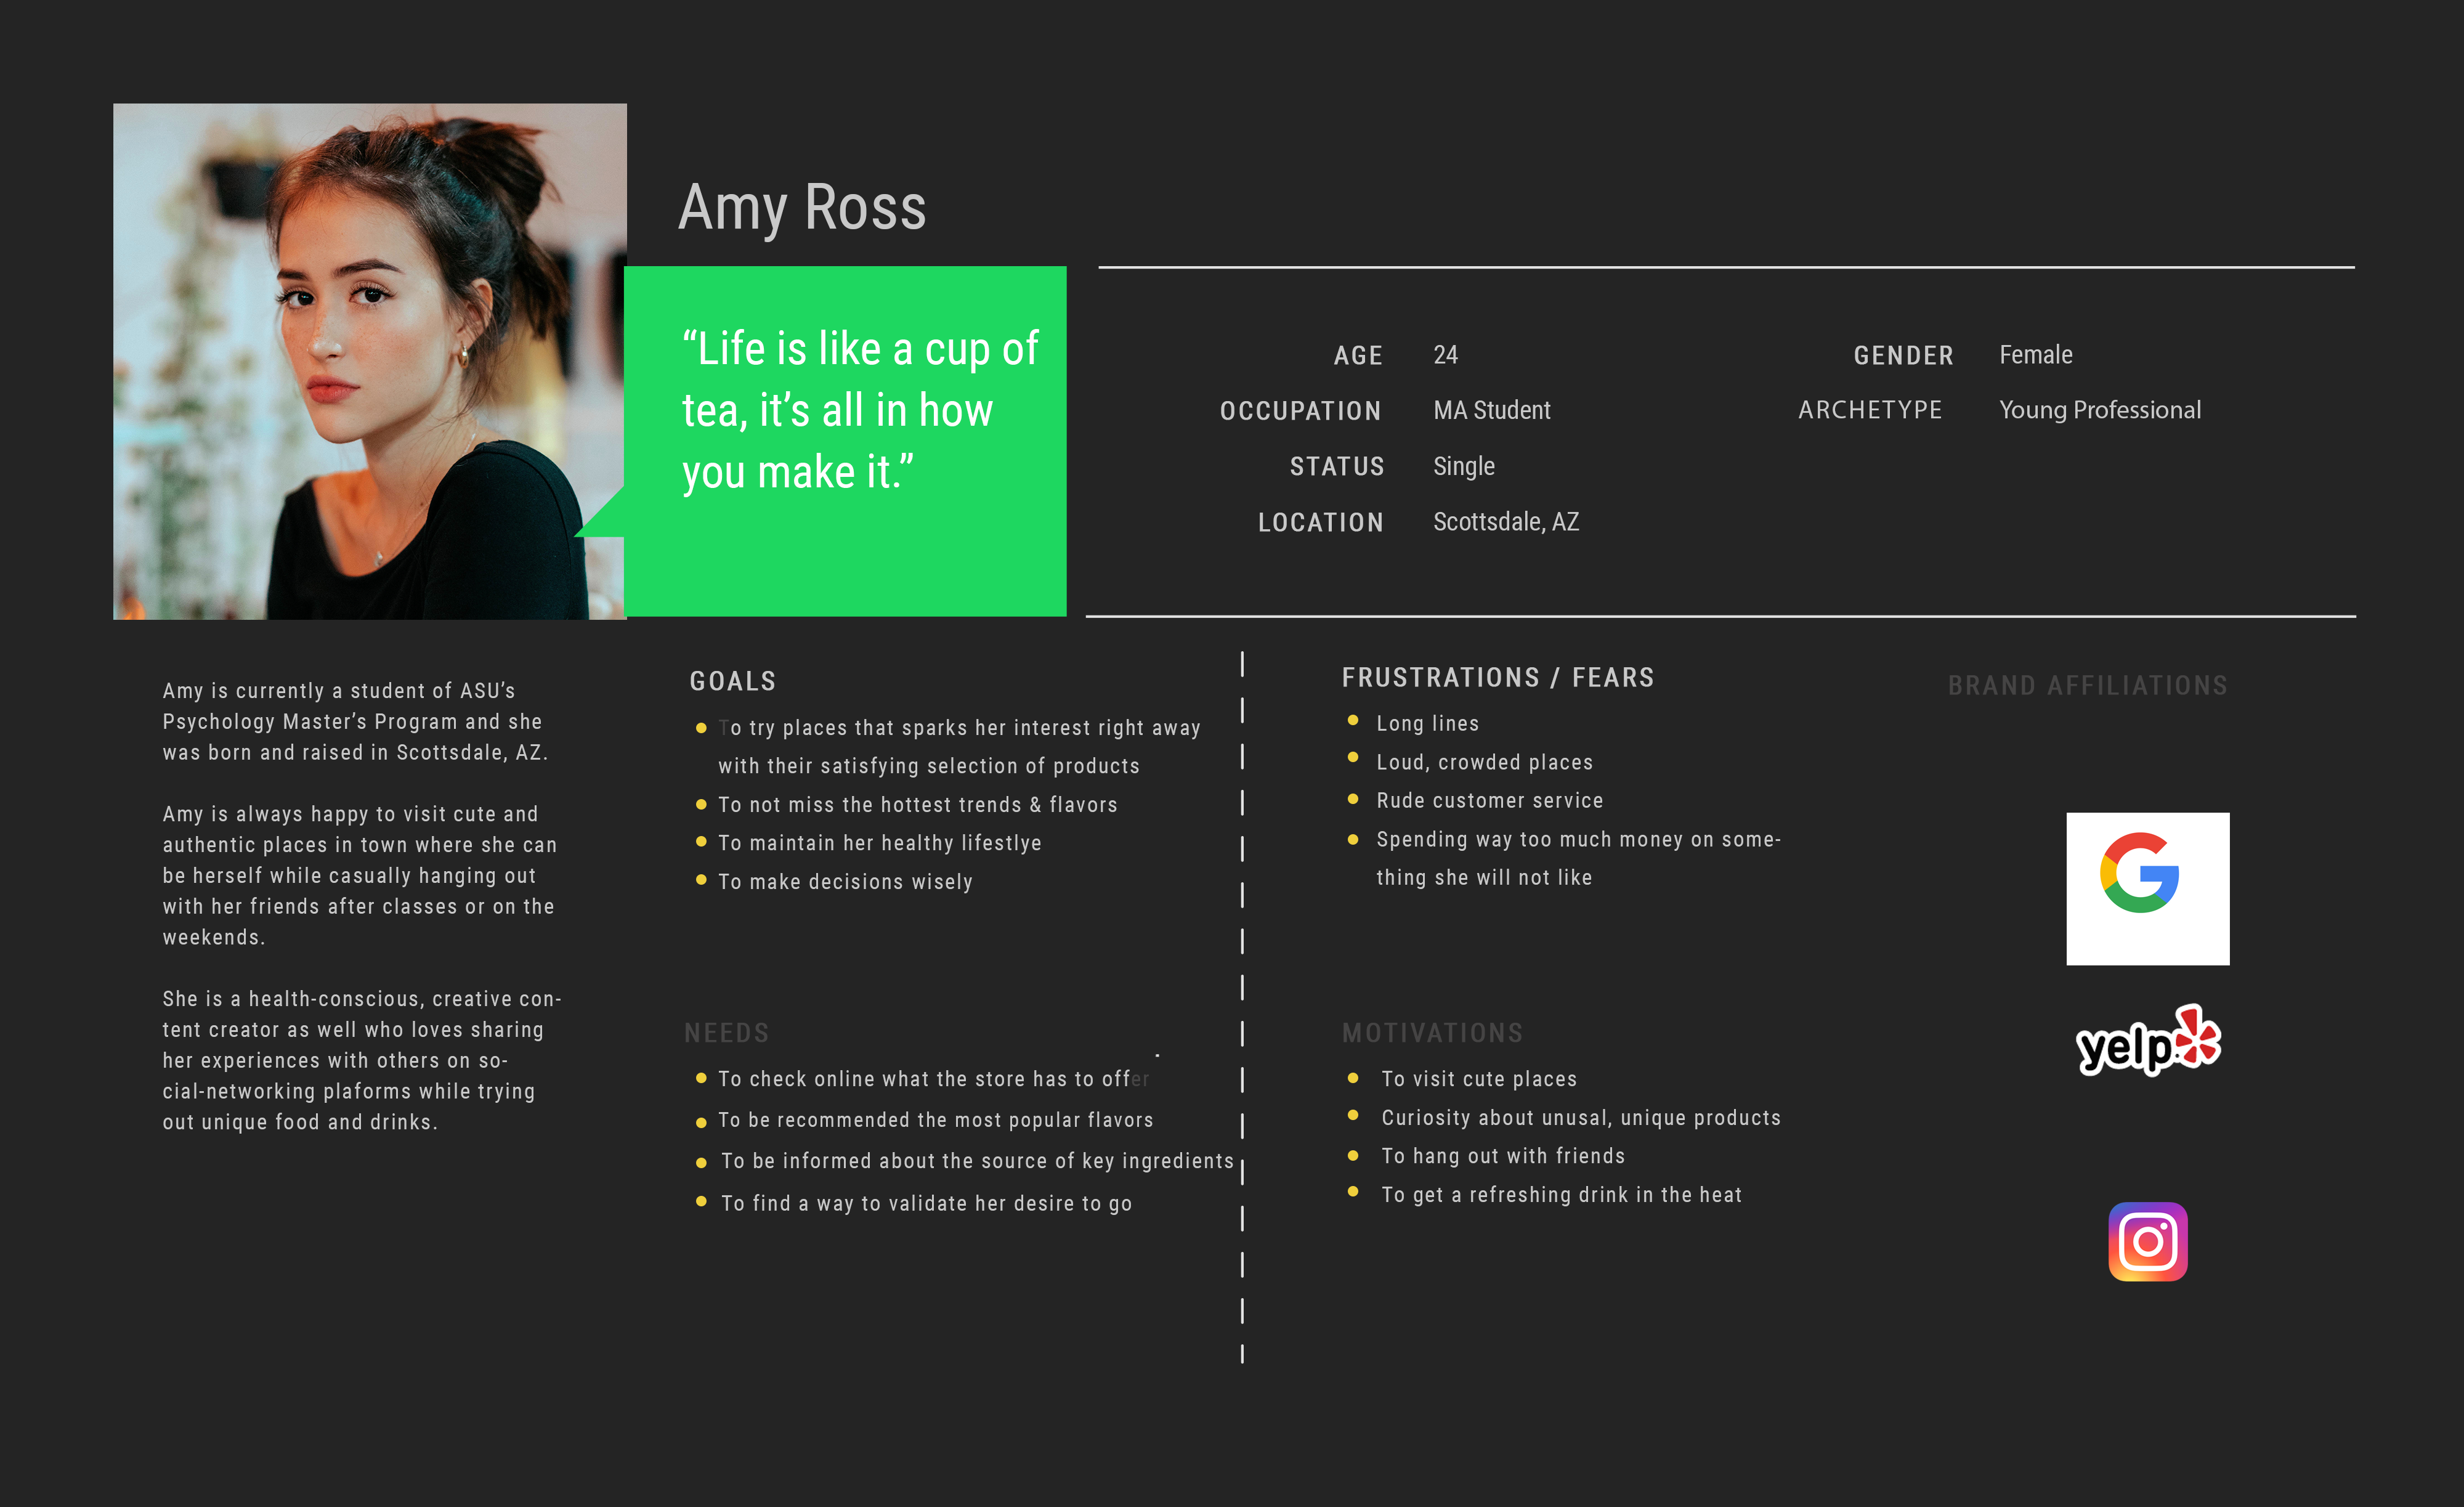 Amy Ross
“Life is like a cup of
tea, it’s all in how
you make it.”
AGE 24
OCCUPATION MA Student
STATUS Single
LOCATION Scottsdale, AZ
GENDER Female
ARCHETYPE Young Professional
Amy is currently a student of ASU’s
Psychology Master’s Program and she
was born and raised in Scottsdale, AZ.
Amy is always happy to visit cute and
authentic places in town where she can
be herself while casually hanging out
with her friends after classes or on the
weekends.
She is a health-conscious, creative con-
tent creator as well who loves sharing
her experiences with others on so-
cial-networking plaforms while trying
out unique food and drinks.
GOALS
To try places that sparks her interest right away
with their satisfying selection of products
To not miss the hottest trends & flavors
To maintain her healthy lifestlye
To make decisions wisely
NEEDS
To check online what the store has to offer
To be recommended the most popular flavors
To be informed about the source of key ingredients
To find a way to validate her desire to go
FRUSTRATIONS / FEARS
Long lines
Loud, crowded places
Rude customer service
Spending way too much money on some-
thing she will not like
MOTIVATIONS
To visit cute places
Curiosity about unusal, unique products
To hang out with friends
To get a refreshing drink in the heat
BRAND AFFILIATIONS
G
yelp